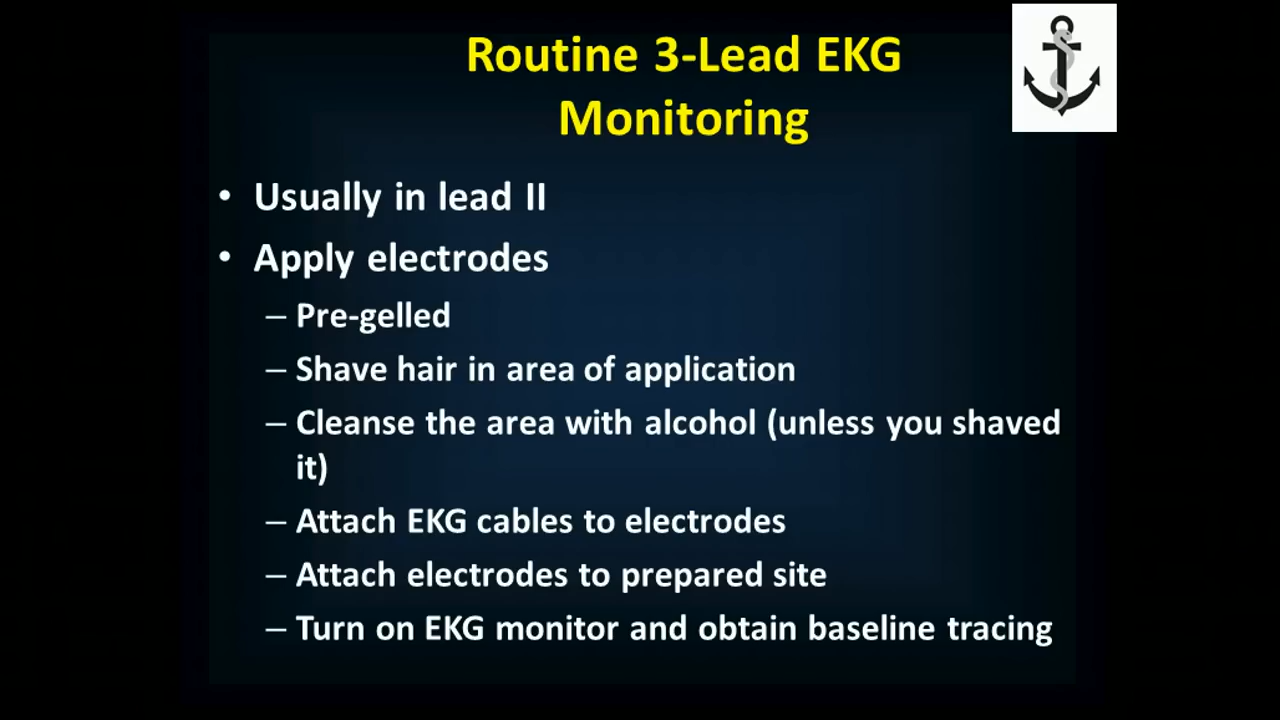 Routine 3-Lead EKG
Monitoring
• Usually in lead II
• Apply electrodes
– Pre-gelled
– Shave hair in area of application
– Cleanse the area with alcohol (unless you shaved
it)
– Attach EKG cables to electrodes
– Attach electrodes to prepared site
– Turn on EKG monitor and obtain baseline tracing